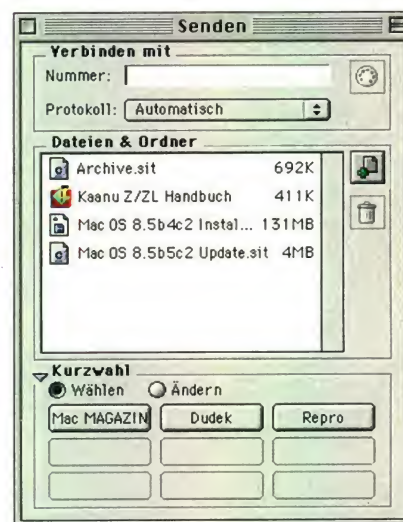 Senden
Verbinden mit
Nummer:
Protokoll: Automatisch
Dateien & Ordner
Archive.sit 692K
Kaanu Z/ZL Handbuch 411K
Mac OS 8.5b4c2 Instal... 131MB
Mac OS 8.5b5c2 Update.sit 4MB
Kurzwahl
Wählen Ändern
Mac MAGAZIN Dudek Repro